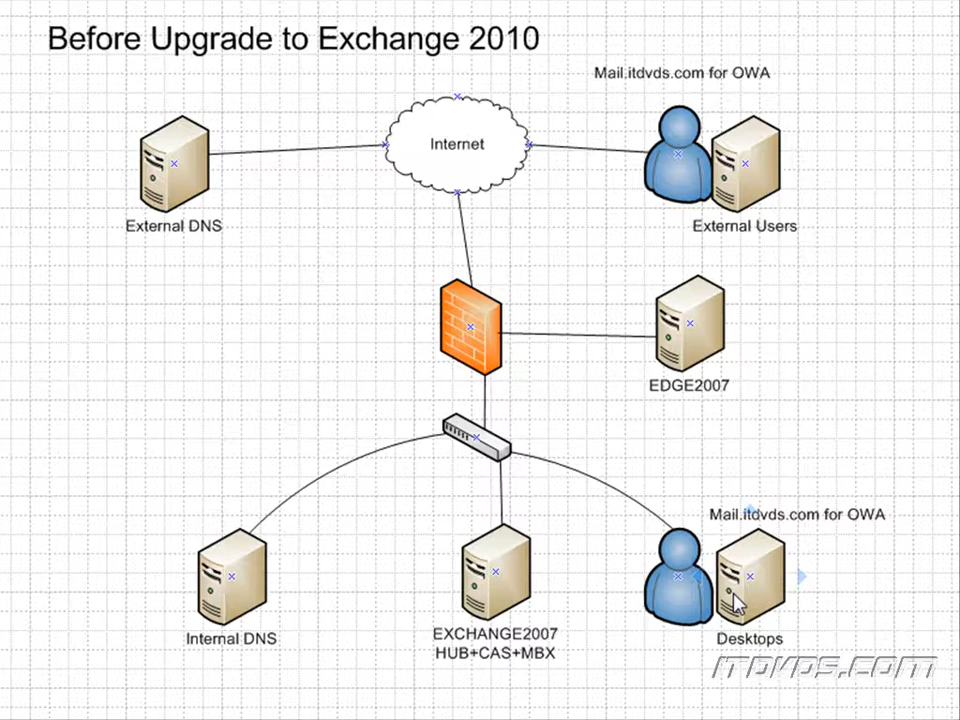 Before Upgrade to Exchange 2010
Mail.itdvds.com for OWA
Internet
External DNS
External Users
EDGE2007
Mail.itdvds.com for OWA
Internal DNS
EXCHANGE2007
HUB+CAS+MBX
Desktops
ITDVDS.COM